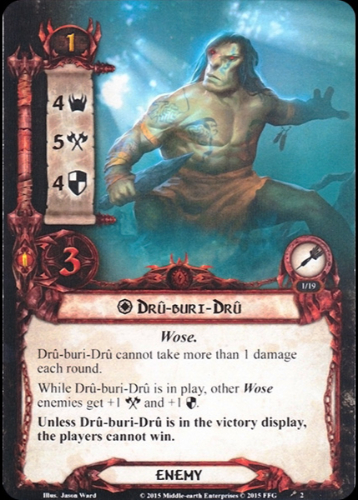 1
4
5
4
3
1/19
Drû-buri-Drû
Wose.
Drû-buri-Drû cannot take more than 1 damage
each round.
While Drû-buri-Drû is in play, other Wose
enemies get +1 and +1.
Unless Drû-buri-Drû is in the victory display,
the players cannot win.
ENEMY
Illus. Jason Ward © 2015 Middle-earth Enterprises © 2015 FFG 2